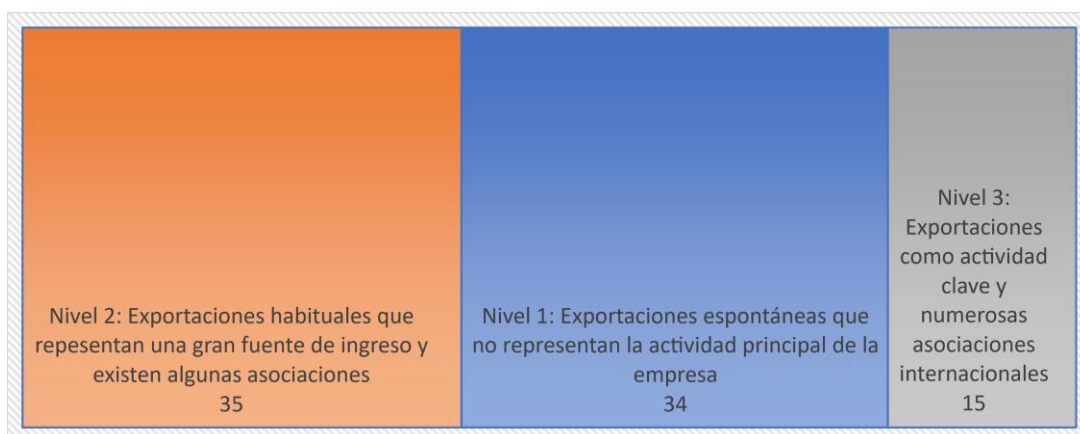 Nivel 2: Exportaciones habituales que
repesentan una gran fuente de ingreso y
existen algunas asociaciones
35
Nivel 1: Exportaciones espontáneas que
no representan la actividad principal de la
empresa
34
Nivel 3:
Exportaciones
como actividad
clave y
numerosas
asociaciones
internacionales
15